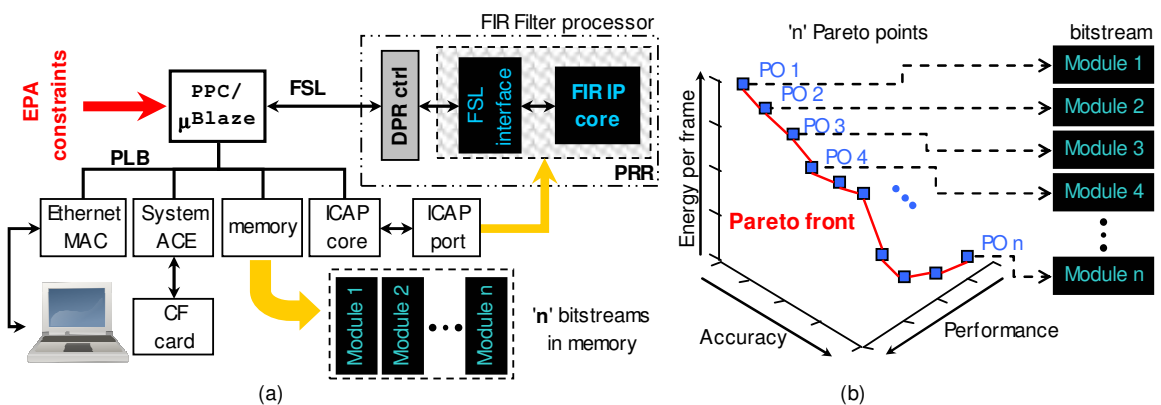 FIR Filter processor
EPA
constraints
PPC/
µBlaze
FSL
DPR ctrl
FSL
interface
FIR IP
core
PRR
PLB
Ethernet
MAC
System
ACE
memory
ICAP
core
ICAP
port
CF
card
Module 1
Module 2
Module n
'n' bitstreams
in memory
(a)
'n' Pareto points
bitstream
Energy per frame
PO 1
PO 2
PO 3
PO 4
PO n
Pareto front
Accuracy
Performance
Module 1
Module 2
Module 3
Module 4
Module n
(b)